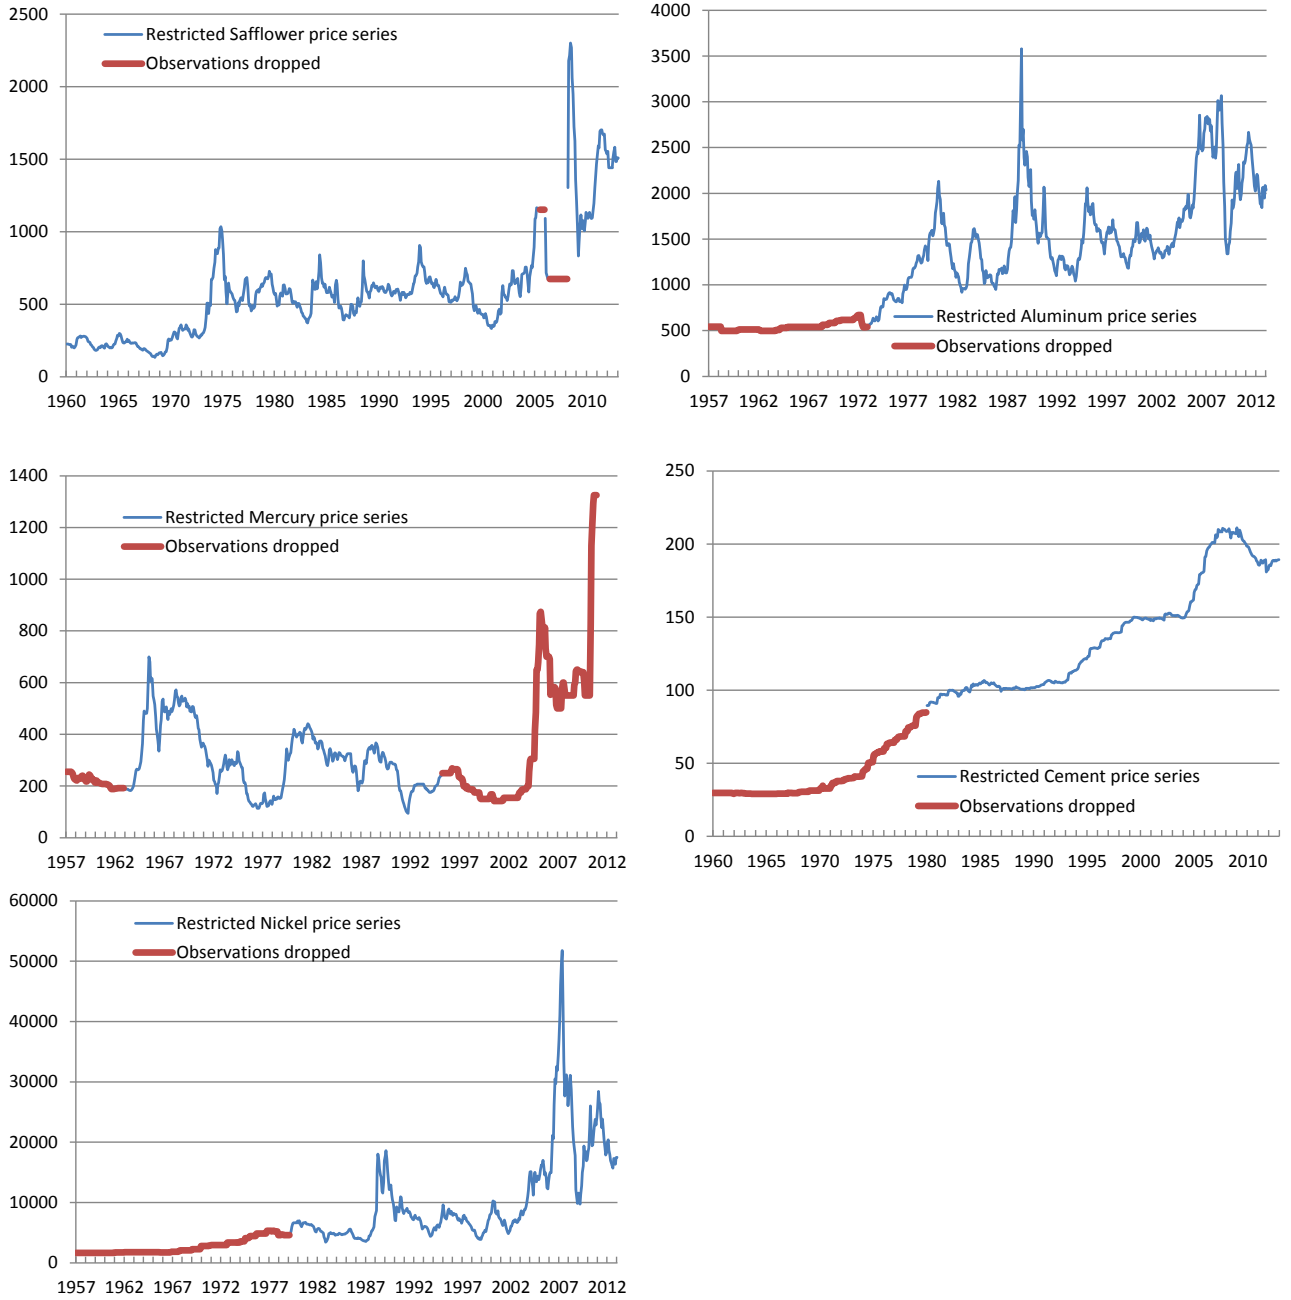 2500
2000
1500
1000
500
0
Restricted Safflower price series
Observations dropped
1960 1965 1970 1975 1980 1985 1990 1995 2000 2005 2010
4000
3500
3000
2500
2000
1500
1000
500
0
Restricted Aluminum price series
Observations dropped
1957 1962 1967 1972 1977 1982 1987 1992 1997 2002 2007 2012
1400
1200
1000
800
600
400
200
0
Restricted Mercury price series
Observations dropped
1957 1962 1967 1972 1977 1982 1987 1992 1997 2002 2007 2012
250
200
150
100
50
0
Restricted Cement price series
Observations dropped
1960 1965 1970 1975 1980 1985 1990 1995 2000 2005 2010
60000
50000
40000
30000
20000
10000
0
Restricted Nickel price series
Observations dropped
1957 1962 1967 1972 1977 1982 1987 1992 1997 2002 2007 2012